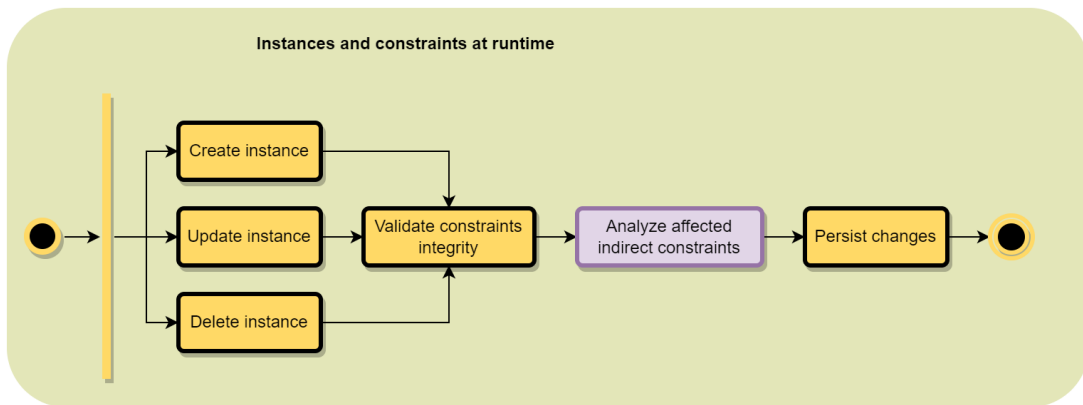 Instances and constraints at runtime
Create instance
Update instance
Delete instance
Validate constraints
integrity
Analyze affected
indirect constraints
Persist changes